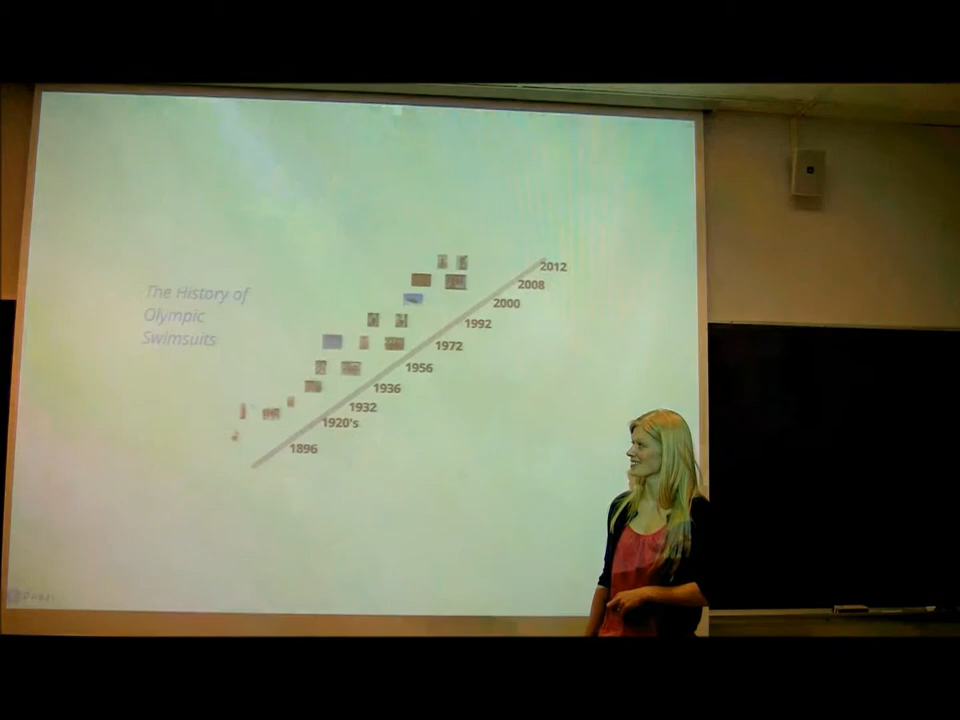 The History of
Olympic
Swimsuits
2012
2008
2000
1992
1972
1956
1936
1932
1920's
1896